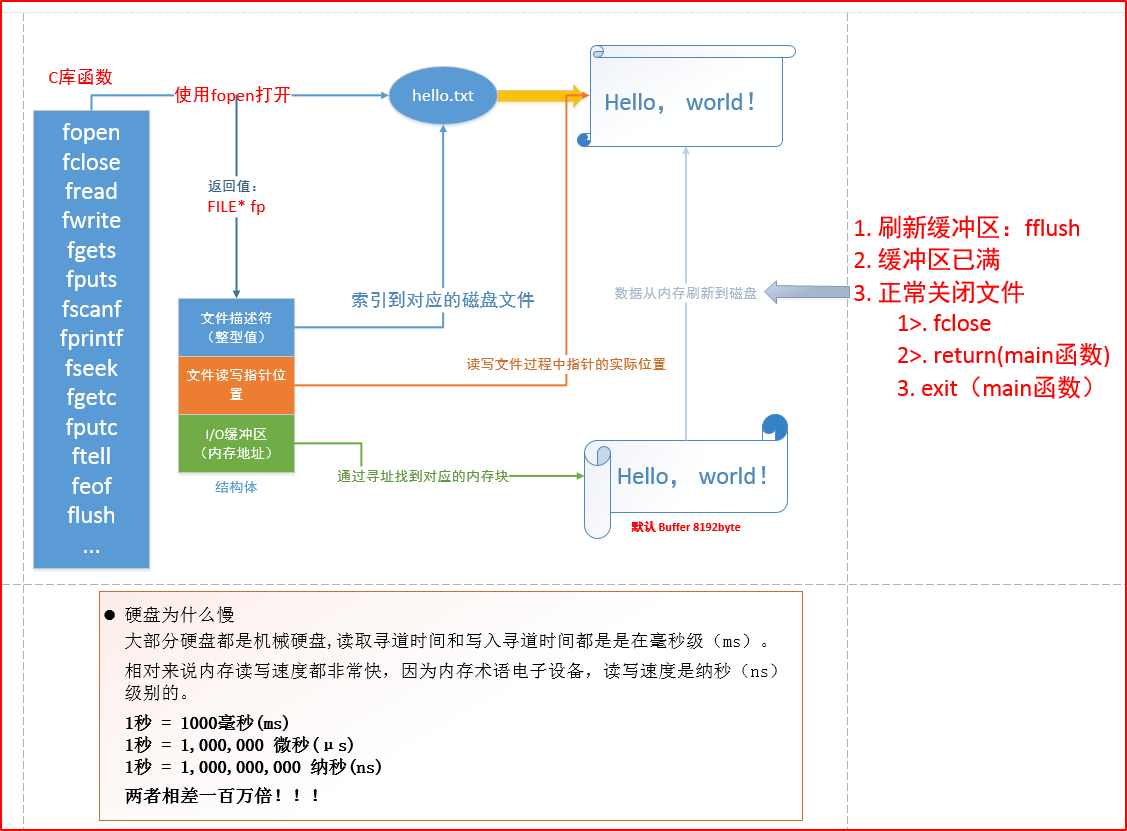 C库函数
使用fopen打开
hello.txt
Hello， world！
fopen
fclose
fread
fwrite
fgets
fputs
fscanf
fprintf
fseek
fgetc
fputc
ftell
feof
flush
...
返回值：
FILE* fp
文件描述符
（整型值）
文件读写指针位
置
I/O缓冲区
（内存地址）
结构体
索引到对应的磁盘文件
读写文件过程中指针的实际位置
通过寻址找到对应的内存块
数据从内存刷新到磁盘
Hello， world！
默认 Buffer 8192byte
1. 刷新缓冲区：fflush
2. 缓冲区已满
3. 正常关闭文件
1>. fclose
2>. return(main函数)
3. exit（main函数）
● 硬盘为什么慢
大部分硬盘都是机械硬盘,读取寻道时间和写入寻道时间都是是在毫秒级（ms）。
相对来说内存读写速度都非常快，因为内存术语电子设备，读写速度是纳秒（ns）
级别的。
1秒 = 1000毫秒(ms)
1秒 = 1,000,000 微秒(μs)
1秒 = 1,000,000,000 纳秒(ns)
两者相差一百万倍！！！